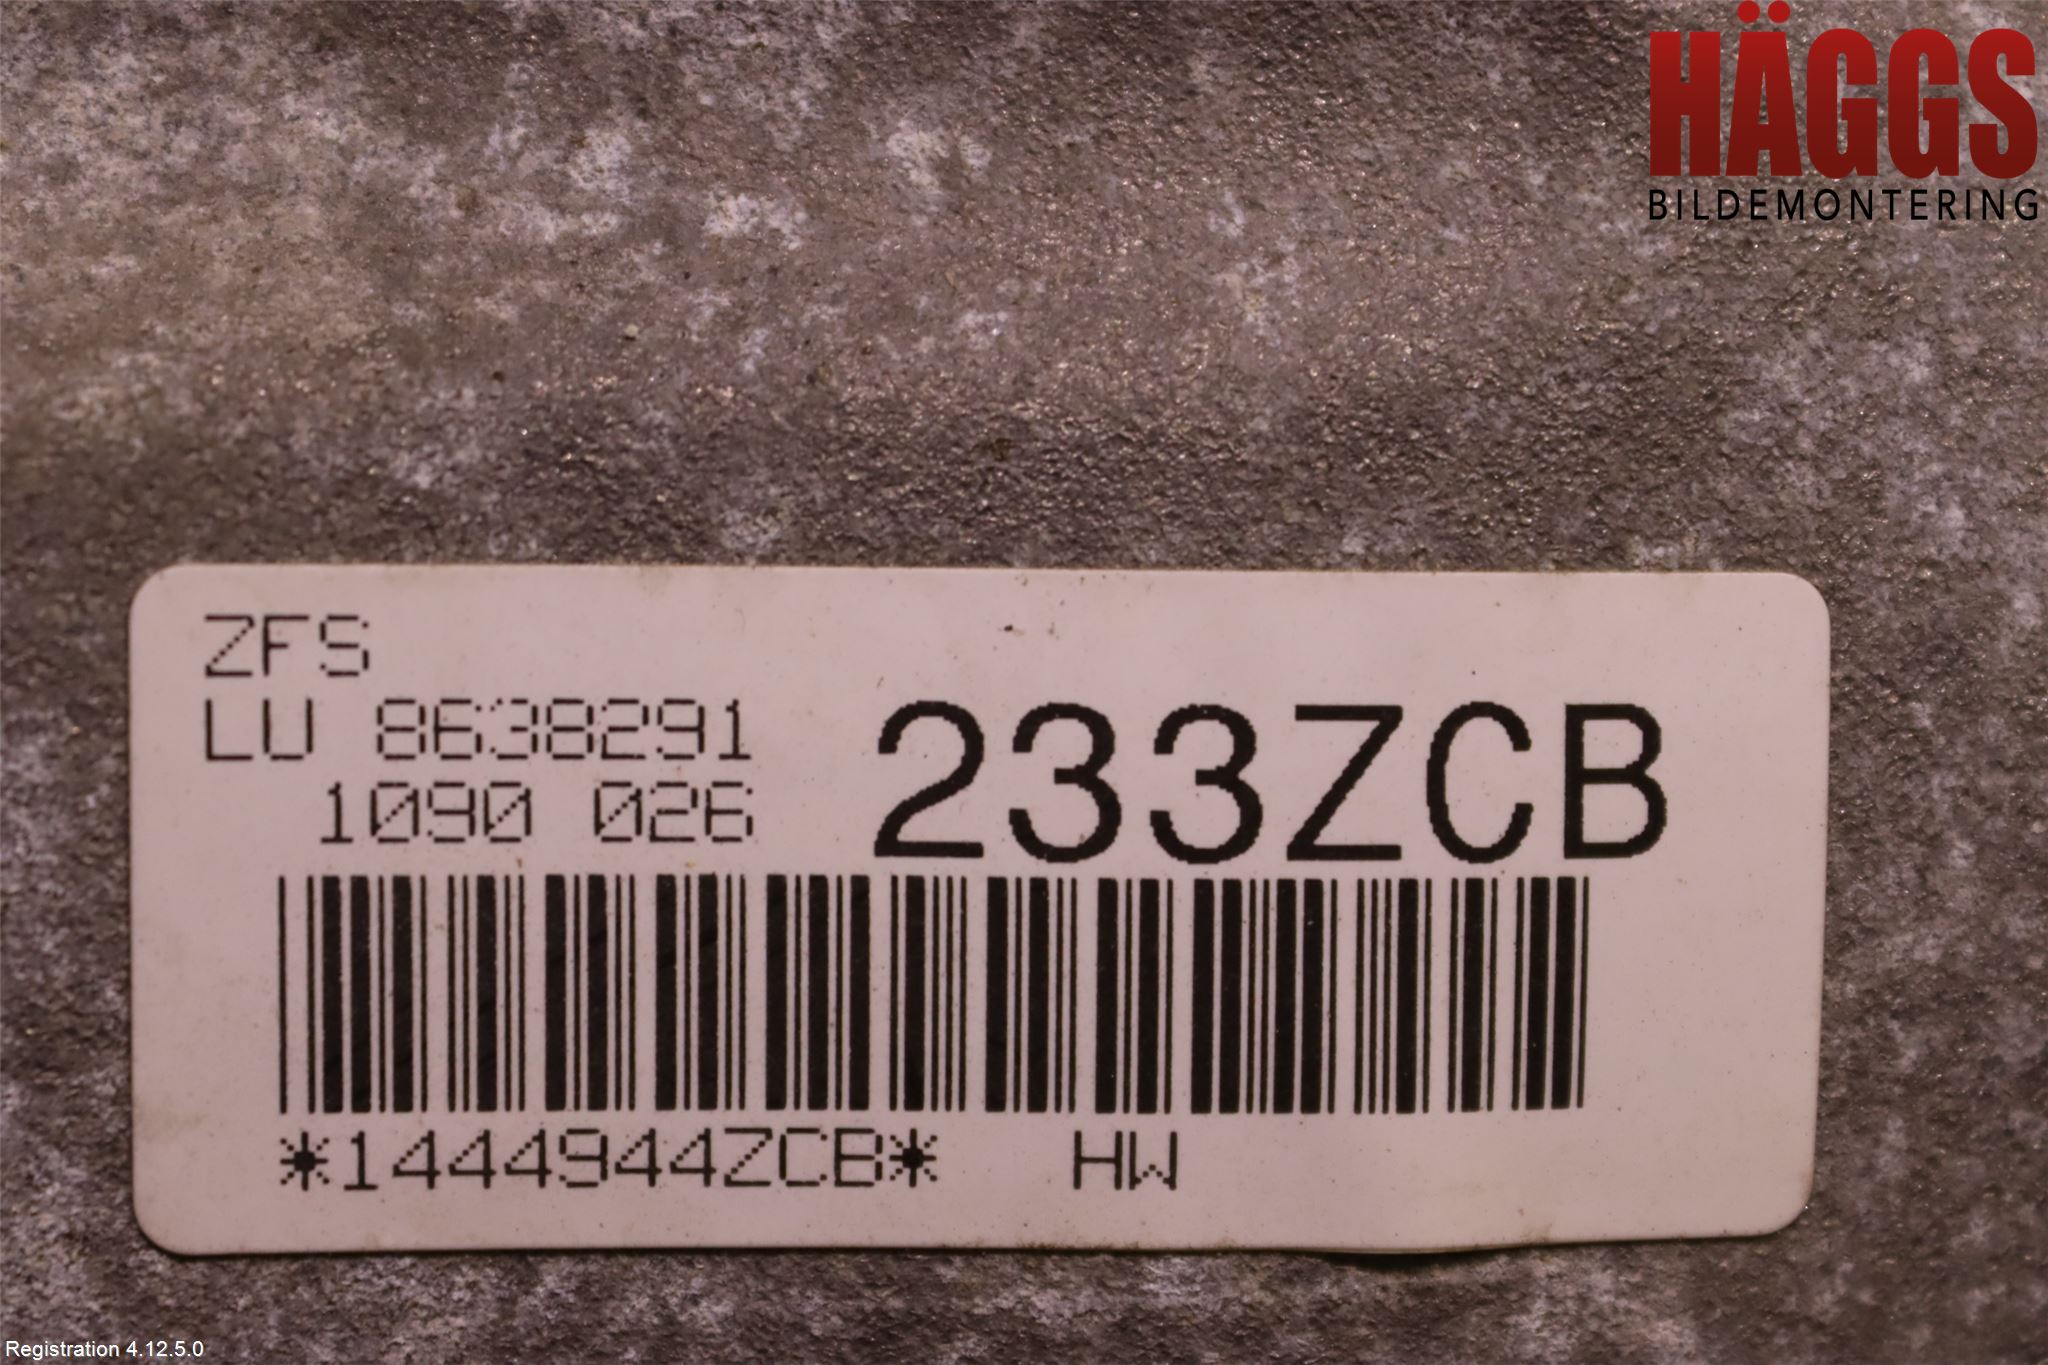 HÄGGS
BILDEMONTERING
ZFS
LU 8638291
1090 026
233ZCB
*1444944ZCB* HW
Registration 4.12.5.0